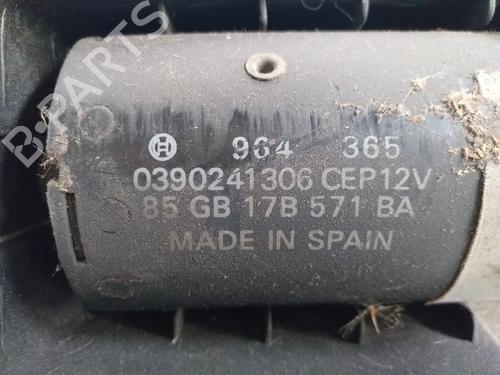 964 365
0390241306 CEP12V
85 GB 17B 571 BA
MADE IN SPAIN
B-PARTS